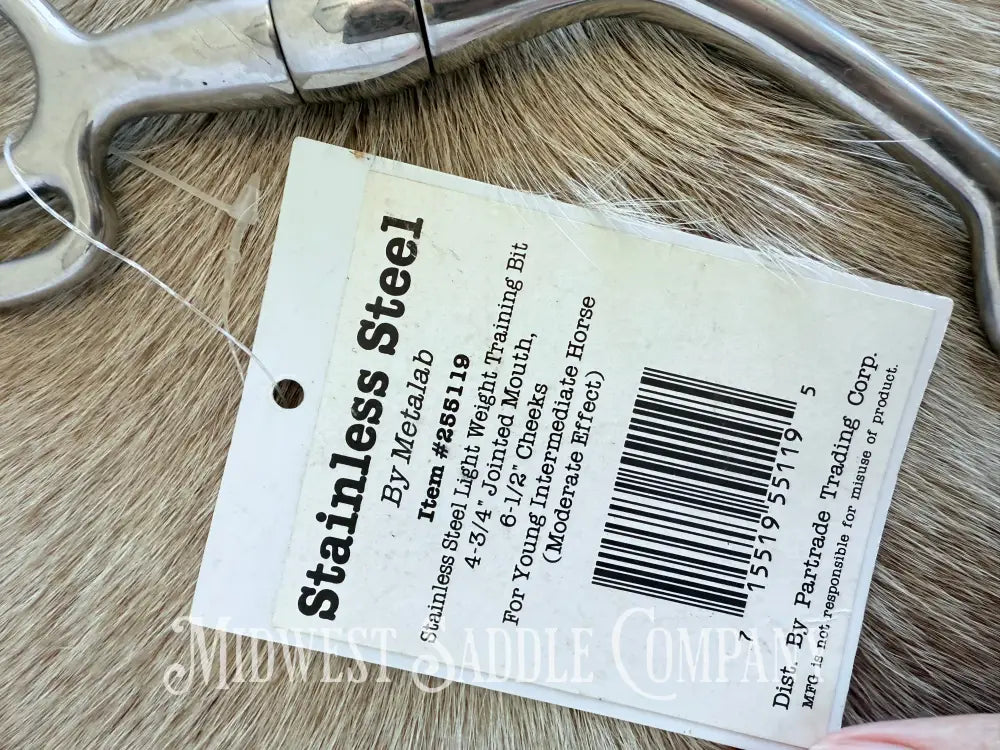 Stainless Steel
By Metalab
Item #255119
Stainless Steel Light Weight Training Bit
4-3/4" Jointed Mouth,
6-1/2" Cheeks
For Young Intermediate Horse
(Moderate Effect)
7 15519 55119 5
Dist. By Partrade Trading Corp.
MFG is not responsible for misuse of product.
MIDWEST SADDLE COMPANY